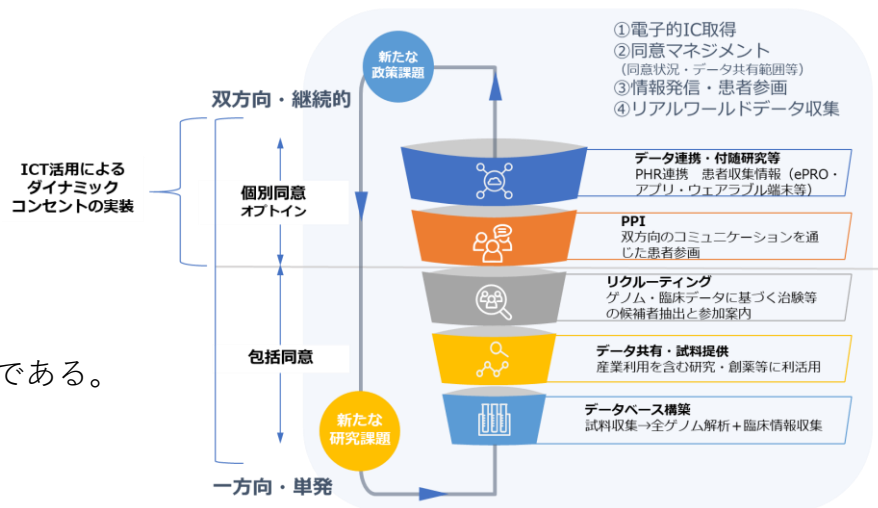 ①電子的IC取得
②同意マネジメント
（同意状況・データ共有範囲等）
③情報発信・患者参画
④リアルワールドデータ収集
新たな
政策課題
双方向・継続的
ICT活用による
ダイナミック
コンセントの実装
個別同意
オプトイン
データ連携・付随研究等
PHR連携　患者収集情報（ePRO・
アプリ・ウェアラブル端末等）
PPI
双方向のコミュニケーションを通
じた患者参画
リクルーティング
ゲノム・臨床データに基づく治験等
の候補者抽出と参加案内
包括同意
データ共有・試料提供
産業利用を含む研究・創薬等に利活用
である。
新たな
研究課題
データベース構築
試料収集→全ゲノム解析＋臨床情報収集
一方向・単発